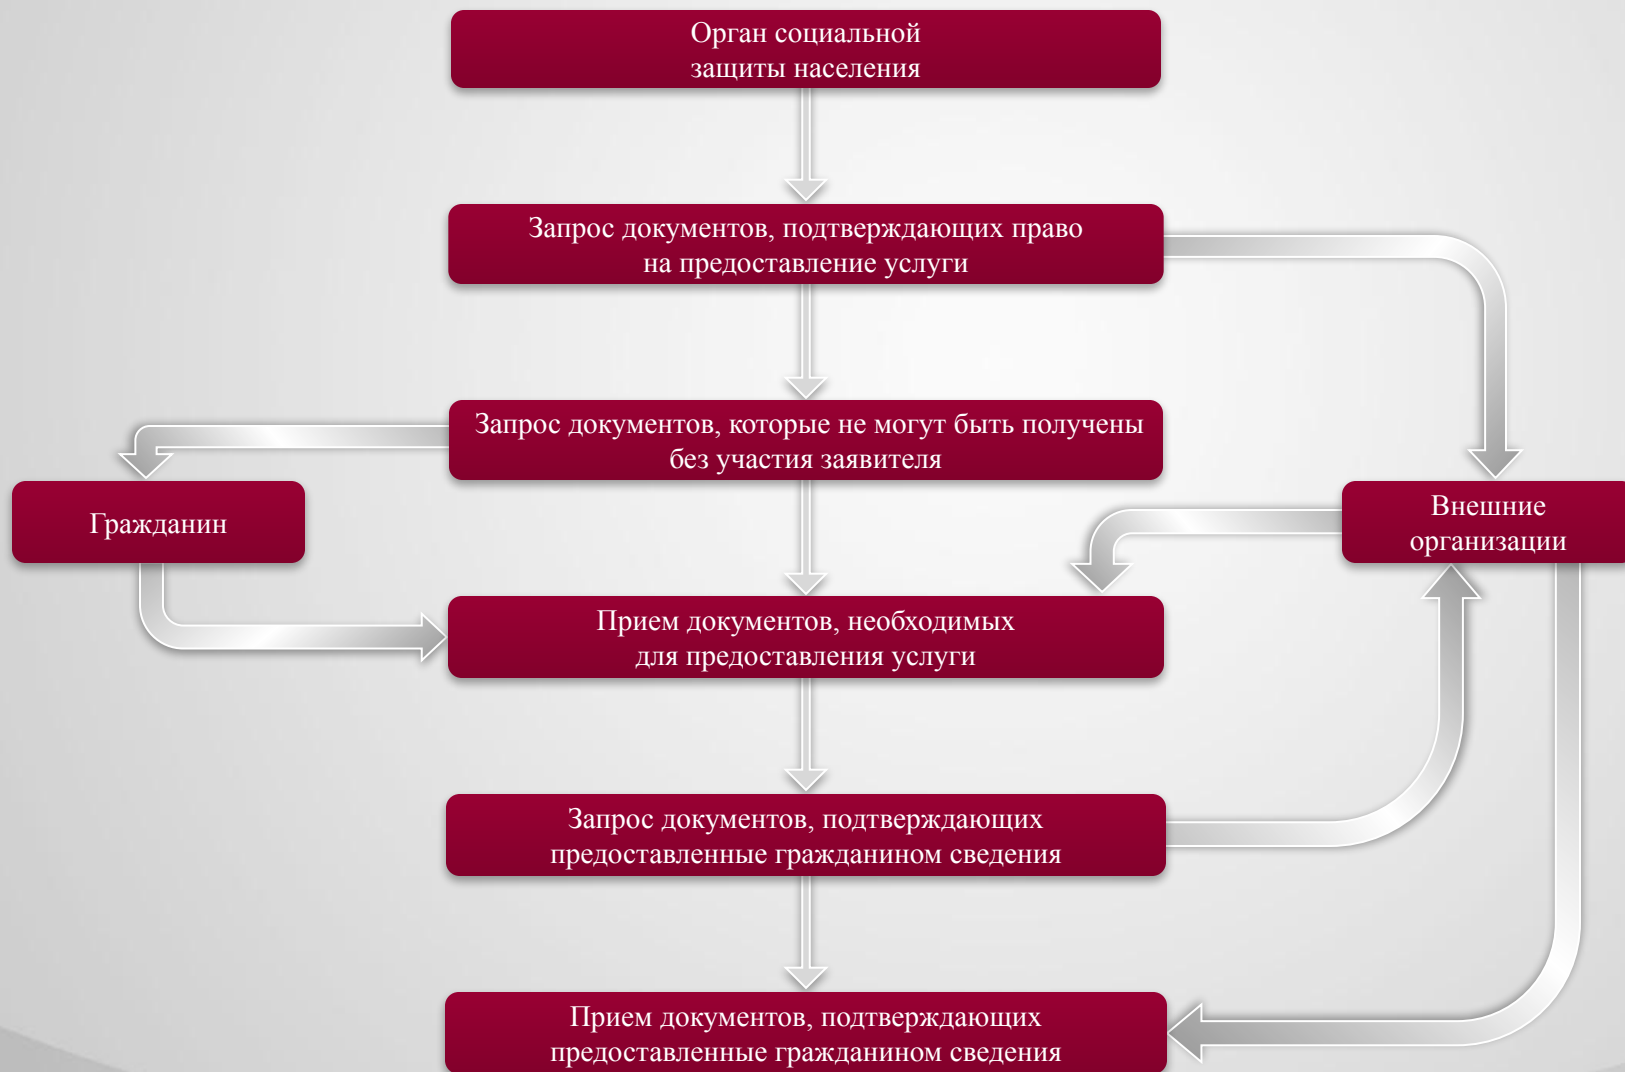 Орган социальной
защиты населения
Запрос документов, подтверждающих право
на предоставление услуги
Запрос документов, которые не могут быть получены
без участия заявителя
Гражданин
Внешние
организации
Прием документов, необходимых
для предоставления услуги
Запрос документов, подтверждающих
предоставленные гражданином сведения
Прием документов, подтверждающих
предоставленные гражданином сведения